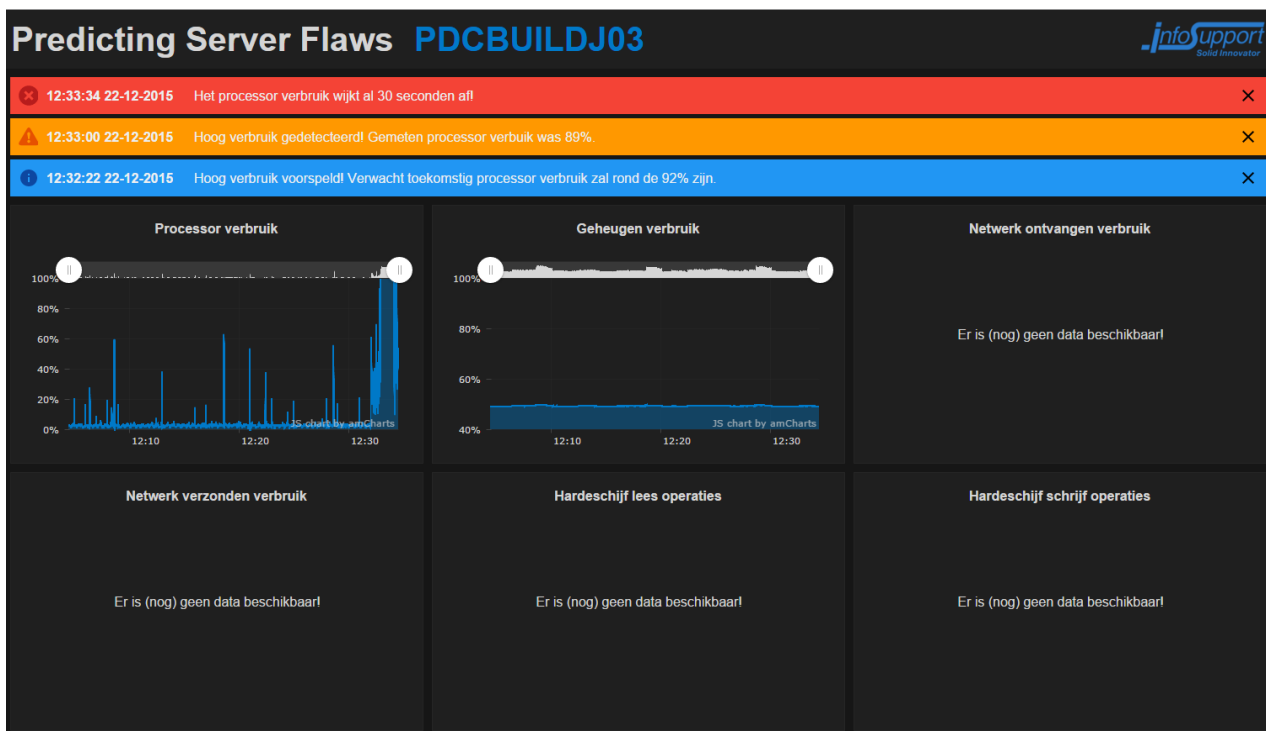 Predicting Server Flaws PDCBUILDJ03
InfoSupport
Solid Innovator
12:33:34 22-12-2015 Het processor verbruik wijkt al 30 seconden af!
12:33:00 22-12-2015 Hoog verbruik gedetecteerd! Gemeten processor verbuik was 89%.
12:32:22 22-12-2015 Hoog verbruik voorspeld! Verwacht toekomstig processor verbruik zal rond de 92% zijn.
Processor verbruik
100%
80%
60%
40%
20%
0%
JS chart by amCharts
12:10 12:20 12:30
Geheugen verbruik
100%
80%
60%
40%
JS chart by amCharts
12:10 12:20 12:30
Netwerk ontvangen verbruik
Er is (nog) geen data beschikbaar!
Netwerk verzonden verbruik
Er is (nog) geen data beschikbaar!
Hardeschijf lees operaties
Er is (nog) geen data beschikbaar!
Hardeschijf schrijf operaties
Er is (nog) geen data beschikbaar!